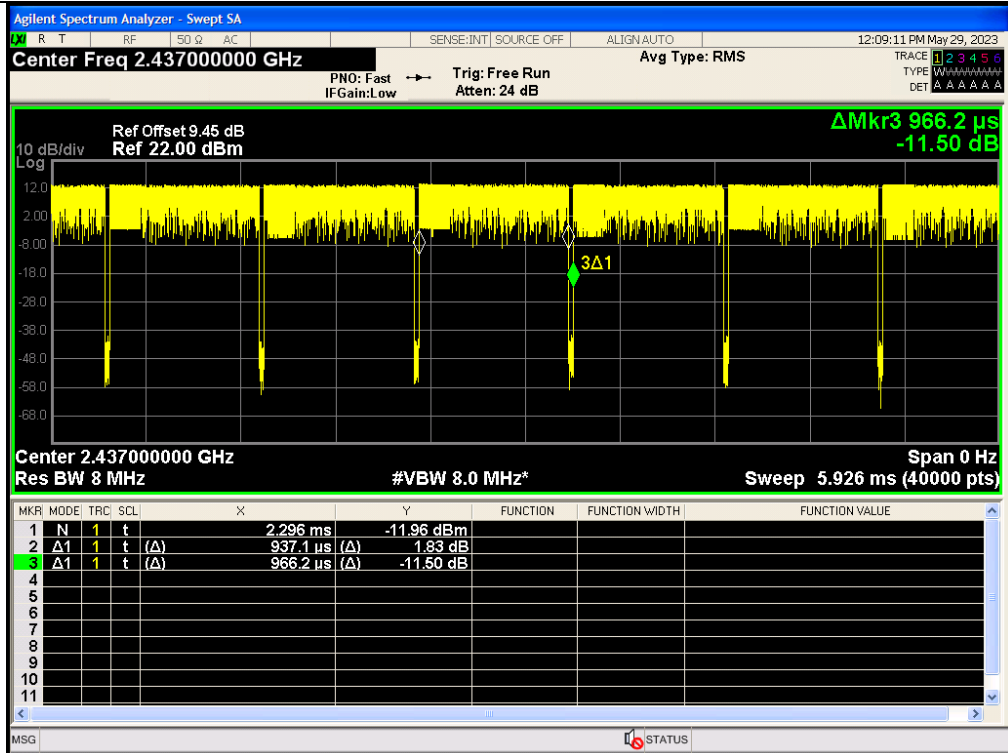 Agilent Spectrum Analyzer - Swept SA
LXI R T RF 50 Ω AC SENSE:INT SOURCE OFF ALIGN AUTO 12:09:11 PM May 29, 2023
Center Freq 2.437000000 GHz Avg Type: RMS TRACE 1 2 3 4 5 6
PNO: Fast Trig: Free Run TYPE W
IFGain:Low Atten: 24 dB DET A A A A A A
ΔMkr3 966.2 µs
-11.50 dB
Ref Offset 9.45 dB
10 dB/div Ref 22.00 dBm
Log
12.0
2.00
-8.00
3Δ1
-18.0
-28.0
-38.0
-48.0
-58.0
-68.0
Center 2.437000000 GHz Span 0 Hz
Res BW 8 MHz #VBW 8.0 MHz* Sweep 5.926 ms (40000 pts)
MKR MODE TRC SCL X Y FUNCTION FUNCTION WIDTH FUNCTION VALUE
1 N 1 t 2.296 ms -11.96 dBm
2 Δ1 1 t (Δ) 937.1 µs (Δ) 1.83 dB
3 Δ1 1 t (Δ) 966.2 µs (Δ) -11.50 dB
4
5
6
7
8
9
10
11
MSG STATUS